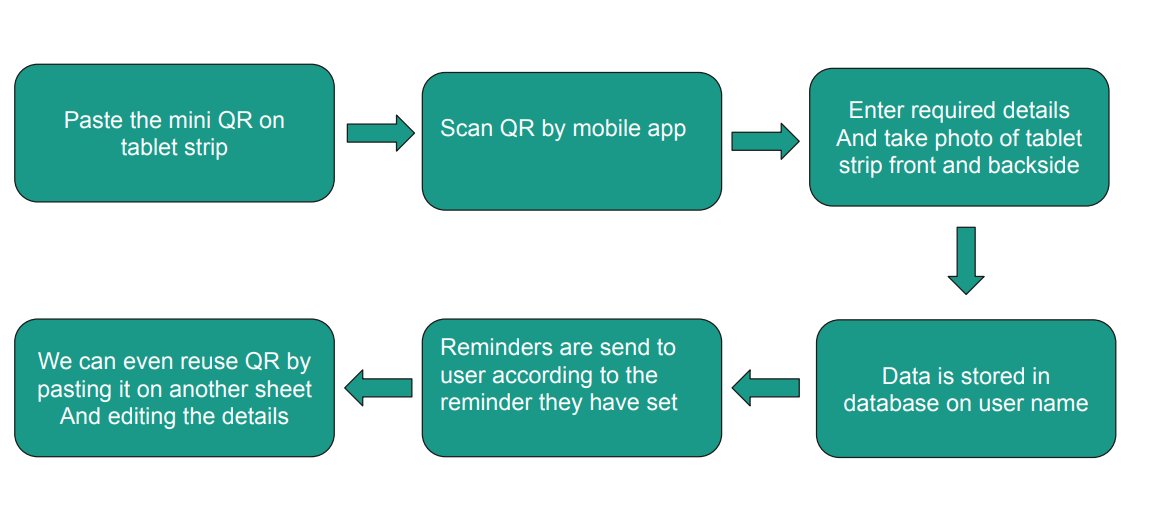 Paste the mini QR on
tablet strip
Scan QR by mobile app
Enter required details
And take photo of tablet
strip front and backside
Data is stored in
database on user name
Reminders are send to
user according to the
reminder they have set
We can even reuse QR by
pasting it on another sheet
And editing the details